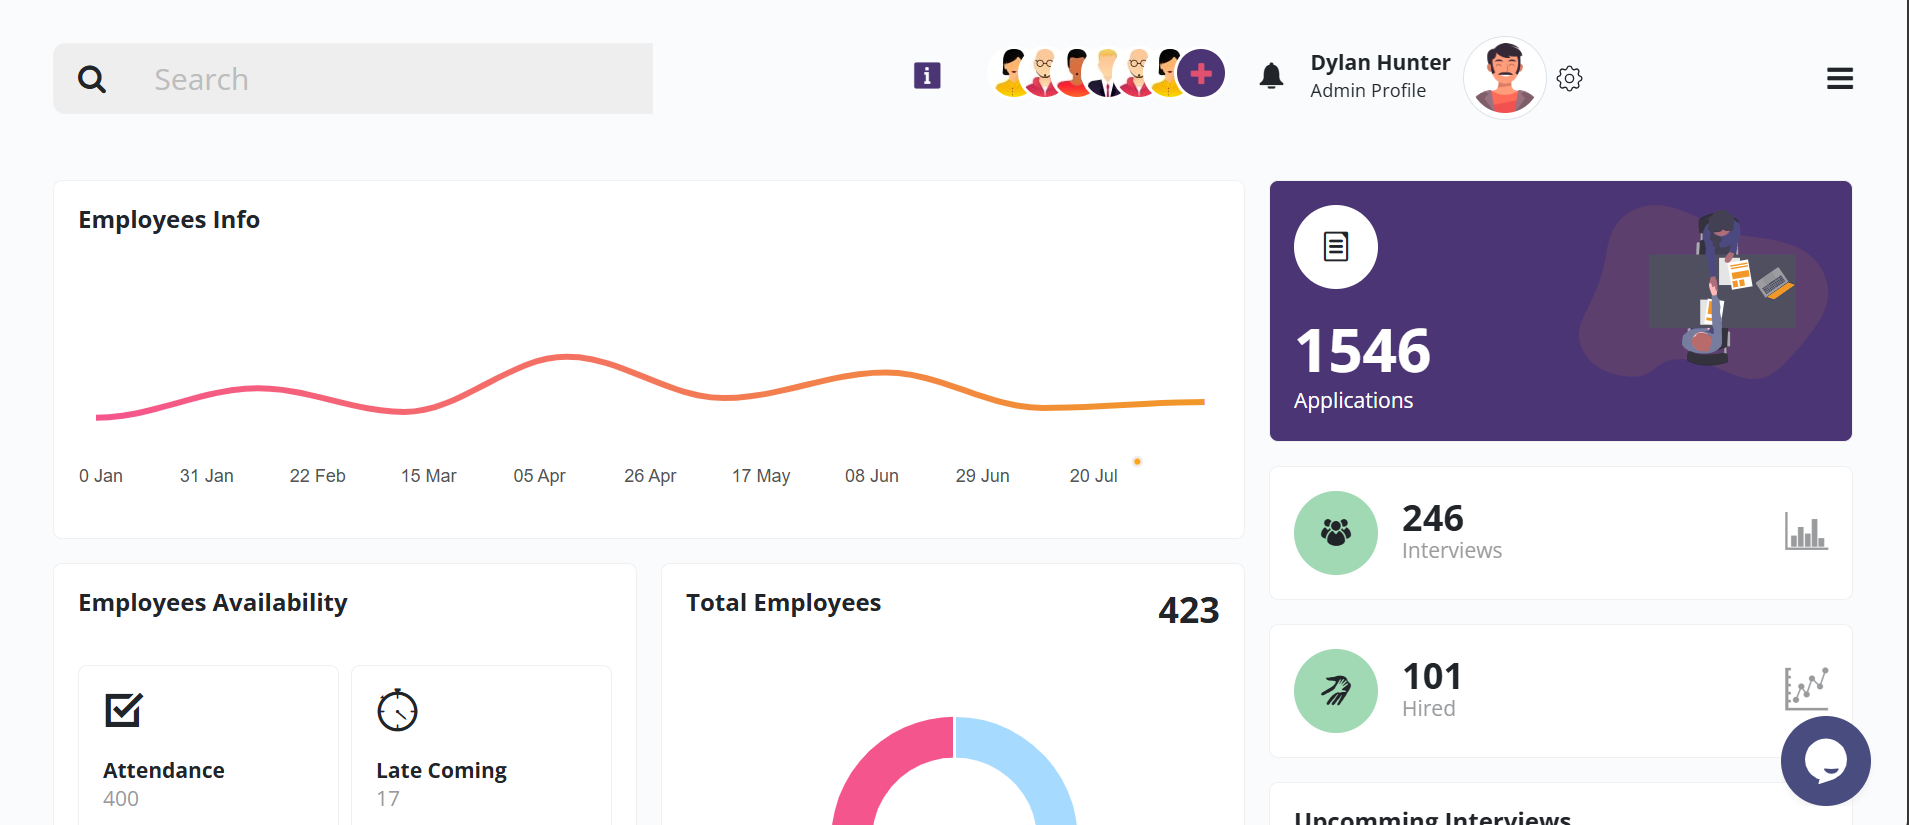 Search
Dylan Hunter
Admin Profile
Employees Info
0 Jan 31 Jan 22 Feb 15 Mar 05 Apr 26 Apr 17 May 08 Jun 29 Jun 20 Jul
1546
Applications
246
Interviews
101
Hired
Employees Availability
Attendance
400
Late Coming
17
Total Employees
423
Upcomming Interviews